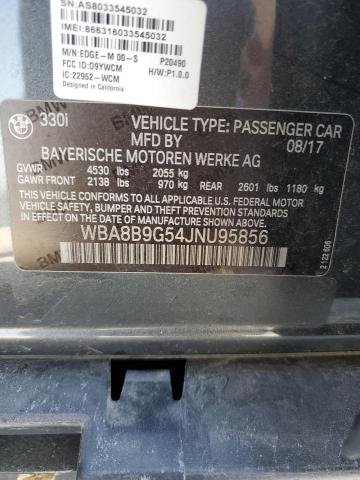 SN:AS8033545032
IMEI:866316033545032
M/N:EDGE-M 00-S P20490
FCC ID:O9YWCM H/W:P1.0.0
IC:22952-WCM
Designed in California
330i VEHICLE TYPE: PASSENGER CAR
MFD BY 08/17
BAYERISCHE MOTOREN WERKE AG
GVWR 4530 lbs 2055 kg
GAWR FRONT 2138 lbs 970 kg REAR 2601 lbs 1180 kg
THIS VEHICLE CONFORMS TO ALL APPLICABLE U.S. FEDERAL MOTOR
VEHICLE SAFETY, BUMPER, AND THEFT PREVENTION STANDARDS IN
EFFECT ON THE DATE OF MANUFACTURE SHOWN ABOVE.
WBA8B9G54JNU95856
2 122 606